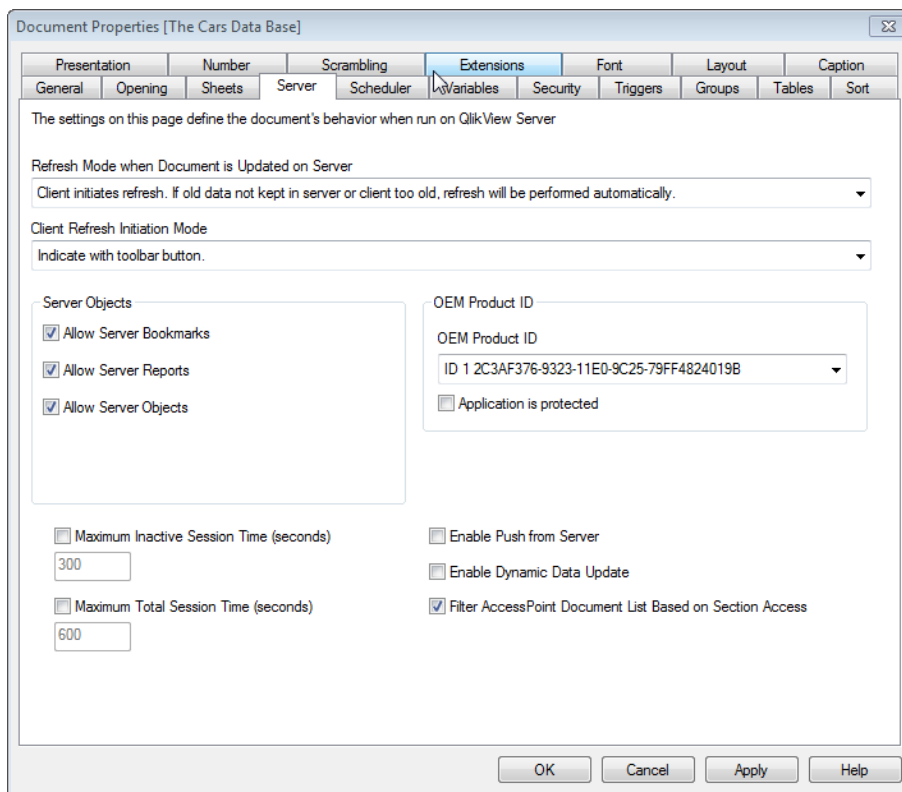 Document Properties [The Cars Data Base]
Presentation Number Scrambling Extensions Font Layout Caption
General Opening Sheets Server Scheduler Variables Security Triggers Groups Tables Sort
The settings on this page define the document's behavior when run on QlikView Server
Refresh Mode when Document is Updated on Server
Client initiates refresh. If old data not kept in server or client too old, refresh will be performed automatically.
Client Refresh Initiation Mode
Indicate with toolbar button.
Server Objects
Allow Server Bookmarks
Allow Server Reports
Allow Server Objects
OEM Product ID
OEM Product ID
ID 1 2C3AF376-9323-11E0-9C25-79FF4824019B
Application is protected
Maximum Inactive Session Time (seconds)
300
Maximum Total Session Time (seconds)
600
Enable Push from Server
Enable Dynamic Data Update
Filter AccessPoint Document List Based on Section Access
OK Cancel Apply Help